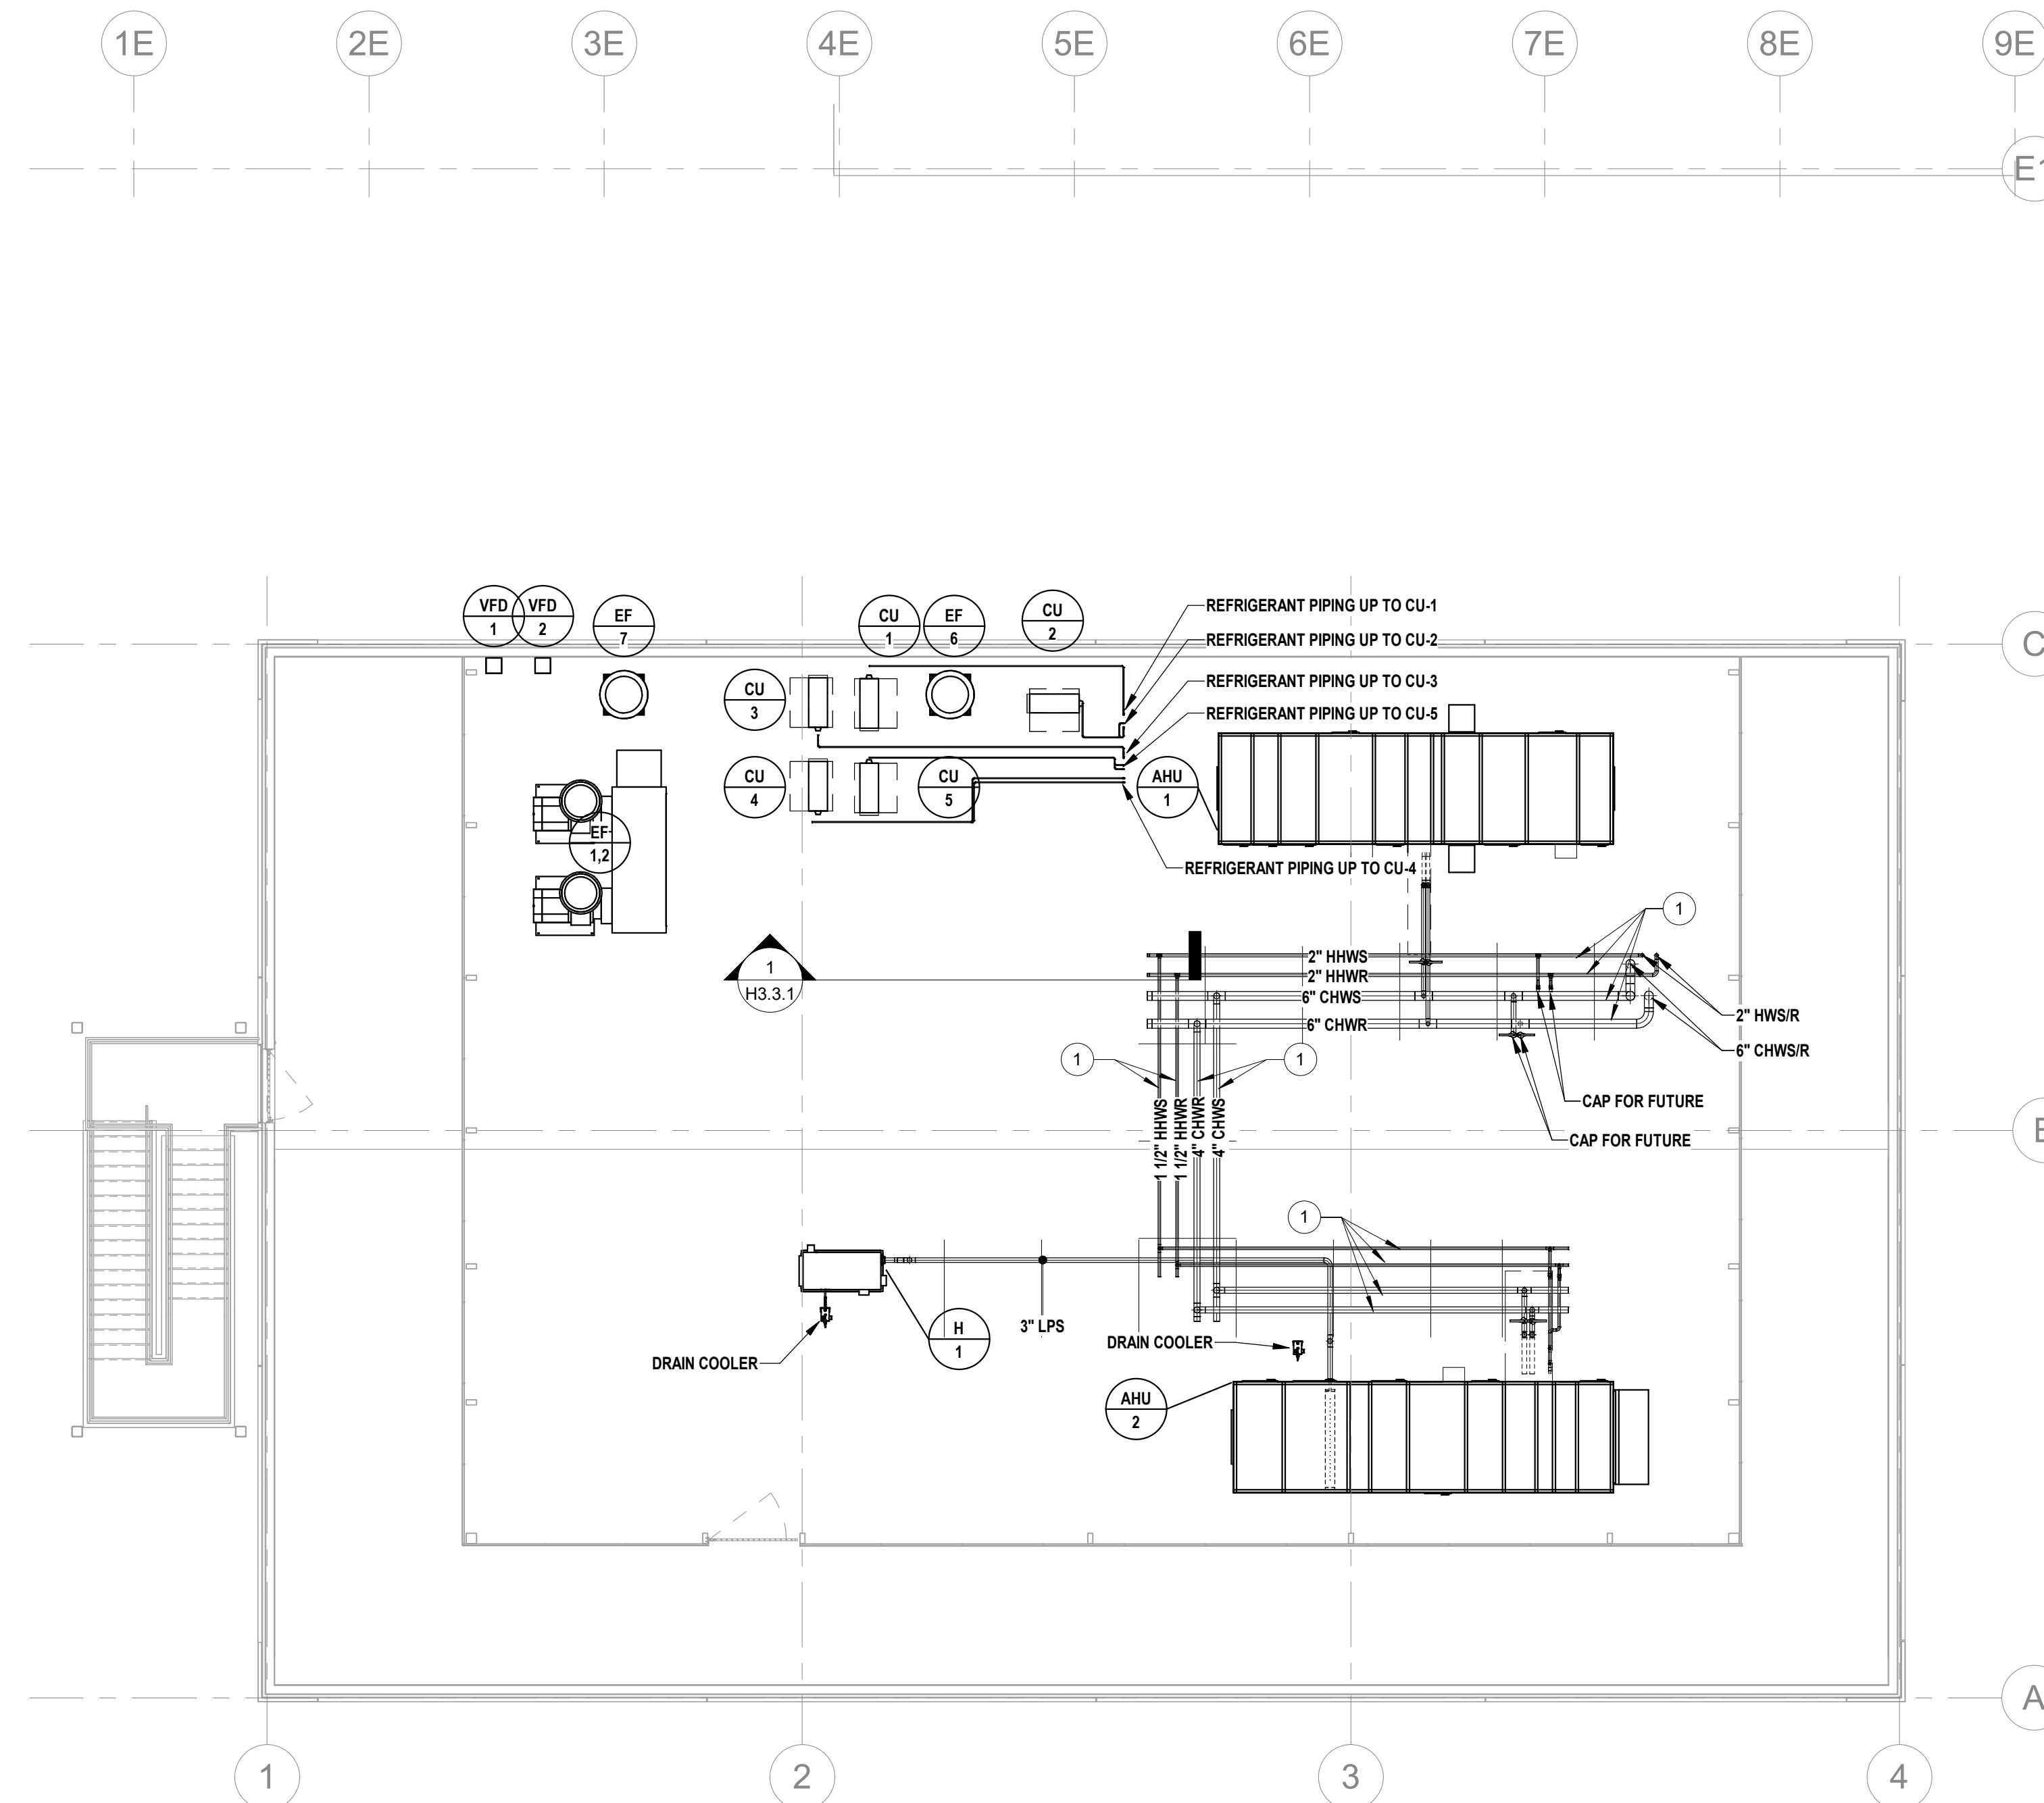 1E
2E
3E
4E
5E
6E
7E
8E
9E
E1
VFD
1
VFD
2
EF
7
CU
1
EF
6
CU
2
REFRIGERANT PIPING UP TO CU-1
REFRIGERANT PIPING UP TO CU-2
C
CU
3
REFRIGERANT PIPING UP TO CU-3
REFRIGERANT PIPING UP TO CU-5
CU
4
CU
5
AHU
1
EF-
1,2
REFRIGERANT PIPING UP TO CU-4
1
1
H3.3.1
2" HHWS
2" HHWR
6" CHWS
6" CHWR
2" HWS/R
6" CHWS/R
1
1
1 1/2" HHWS
1 1/2" HHWR
4" CHWR
4" CHWS
CAP FOR FUTURE
CAP FOR FUTURE
1
H
1
3" LPS
DRAIN COOLER
DRAIN COOLER
AHU
2
A
1
2
3
4